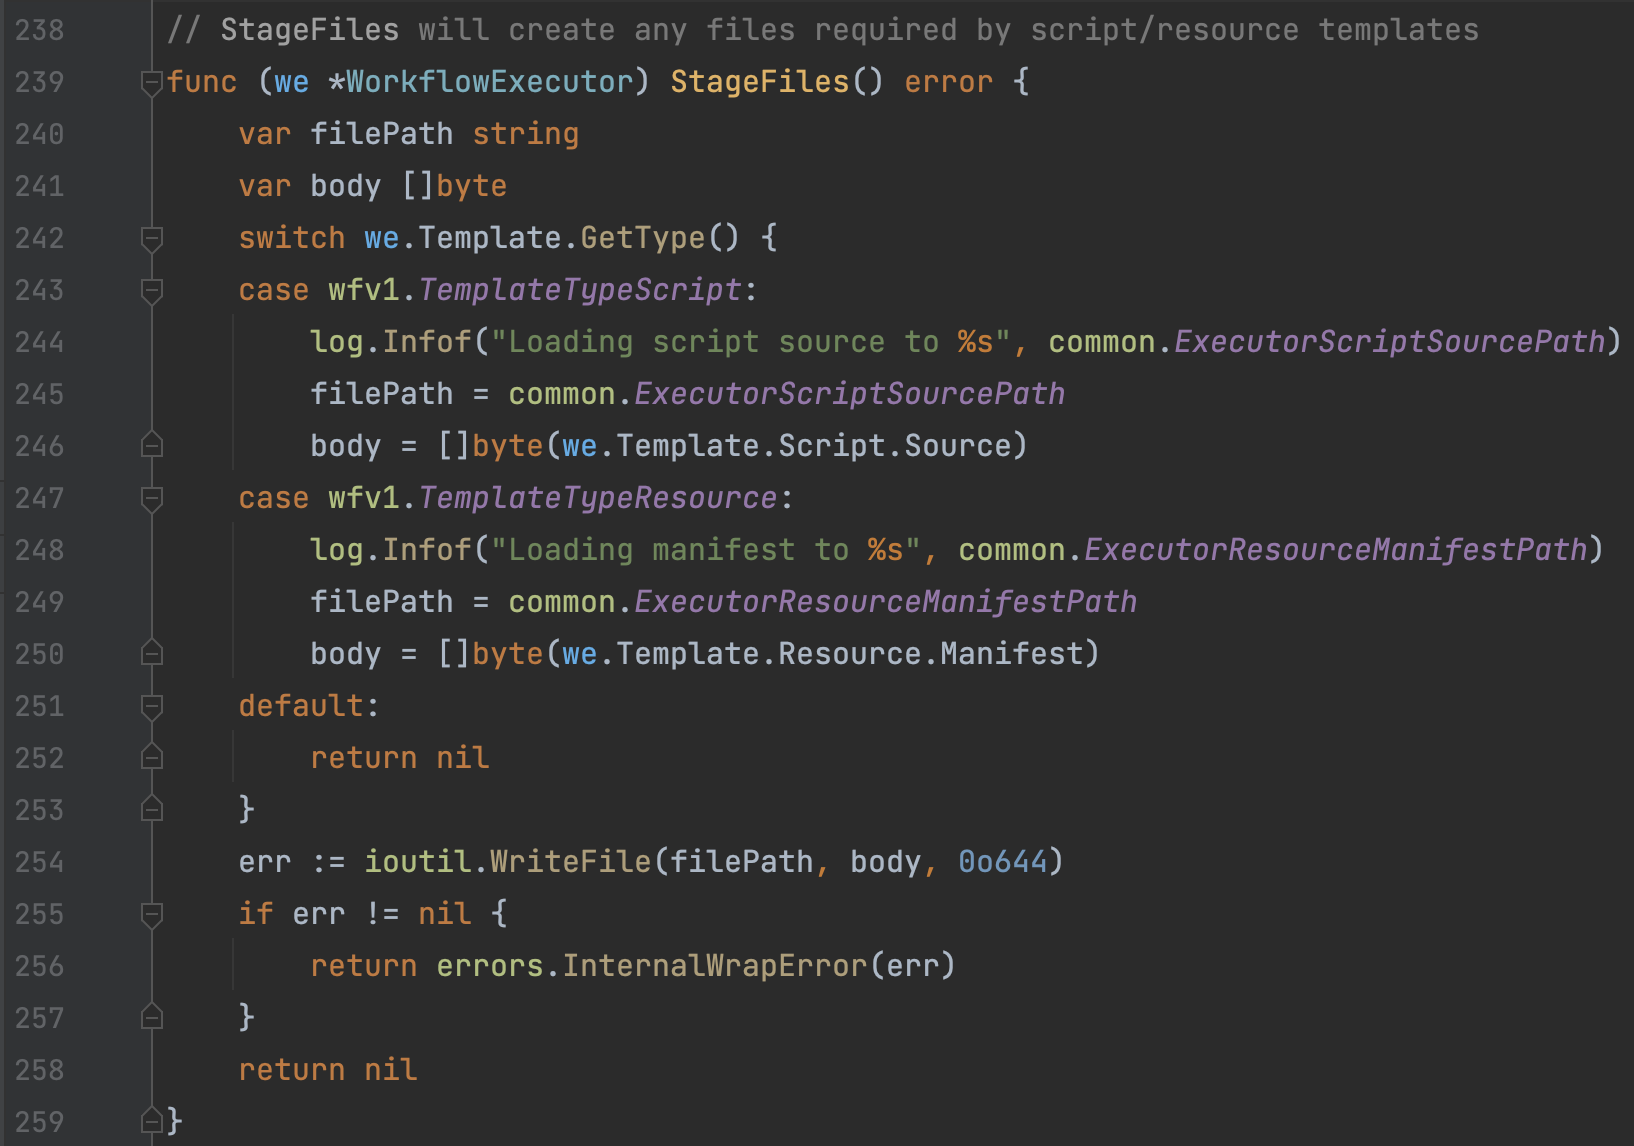 238 // StageFiles will create any files required by script/resource templates
239 func (we *WorkflowExecutor) StageFiles() error {
240 var filePath string
241 var body []byte
242 switch we.Template.GetType() {
243 case wfv1.TemplateTypeScript:
244 log.Infof("Loading script source to %s", common.ExecutorScriptSourcePath)
245 filePath = common.ExecutorScriptSourcePath
246 body = []byte(we.Template.Script.Source)
247 case wfv1.TemplateTypeResource:
248 log.Infof("Loading manifest to %s", common.ExecutorResourceManifestPath)
249 filePath = common.ExecutorResourceManifestPath
250 body = []byte(we.Template.Resource.Manifest)
251 default:
252 return nil
253 }
254 err := ioutil.WriteFile(filePath, body, 0o644)
255 if err != nil {
256 return errors.InternalWrapError(err)
257 }
258 return nil
259 }